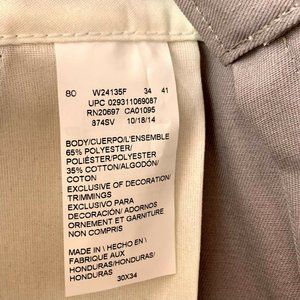 80 W24135F 34 41
UPC 029311069087
RN20697 CA01095
874SV 10/18/14
BODY/CUERPO/L'ENSEMBLE
65% POLYESTER/
POLIÉSTER/POLYESTER
35% COTTON/ALGODÓN/
COTON
EXCLUSIVE OF DECORATION/
TRIMMINGS
EXCLUSIVO PARA
DECORACIÓN/ ADORNOS
ORNEMENT ET GARNITURE
NON COMPRIS
MADE IN \ HECHO EN \
FABRIQUE AUX
HONDURAS/HONDURAS/
HONDURAS
30X34